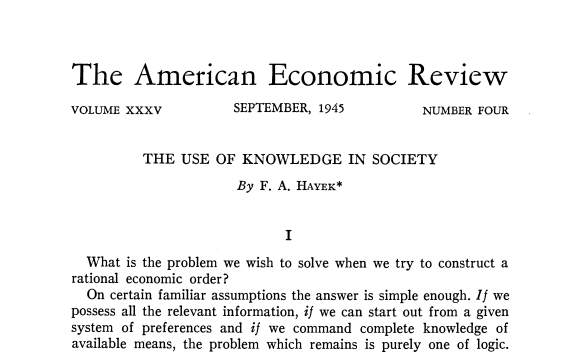 The American Economic Review
VOLUME XXXV SEPTEMBER, 1945 NUMBER FOUR
THE USE OF KNOWLEDGE IN SOCIETY
By F. A. HAYEK*
I
What is the problem we wish to solve when we try to construct a
rational economic order?
On certain familiar assumptions the answer is simple enough. If we
possess all the relevant information, if we can start out from a given
system of preferences and if we command complete knowledge of
available means, the problem which remains is purely one of logic.